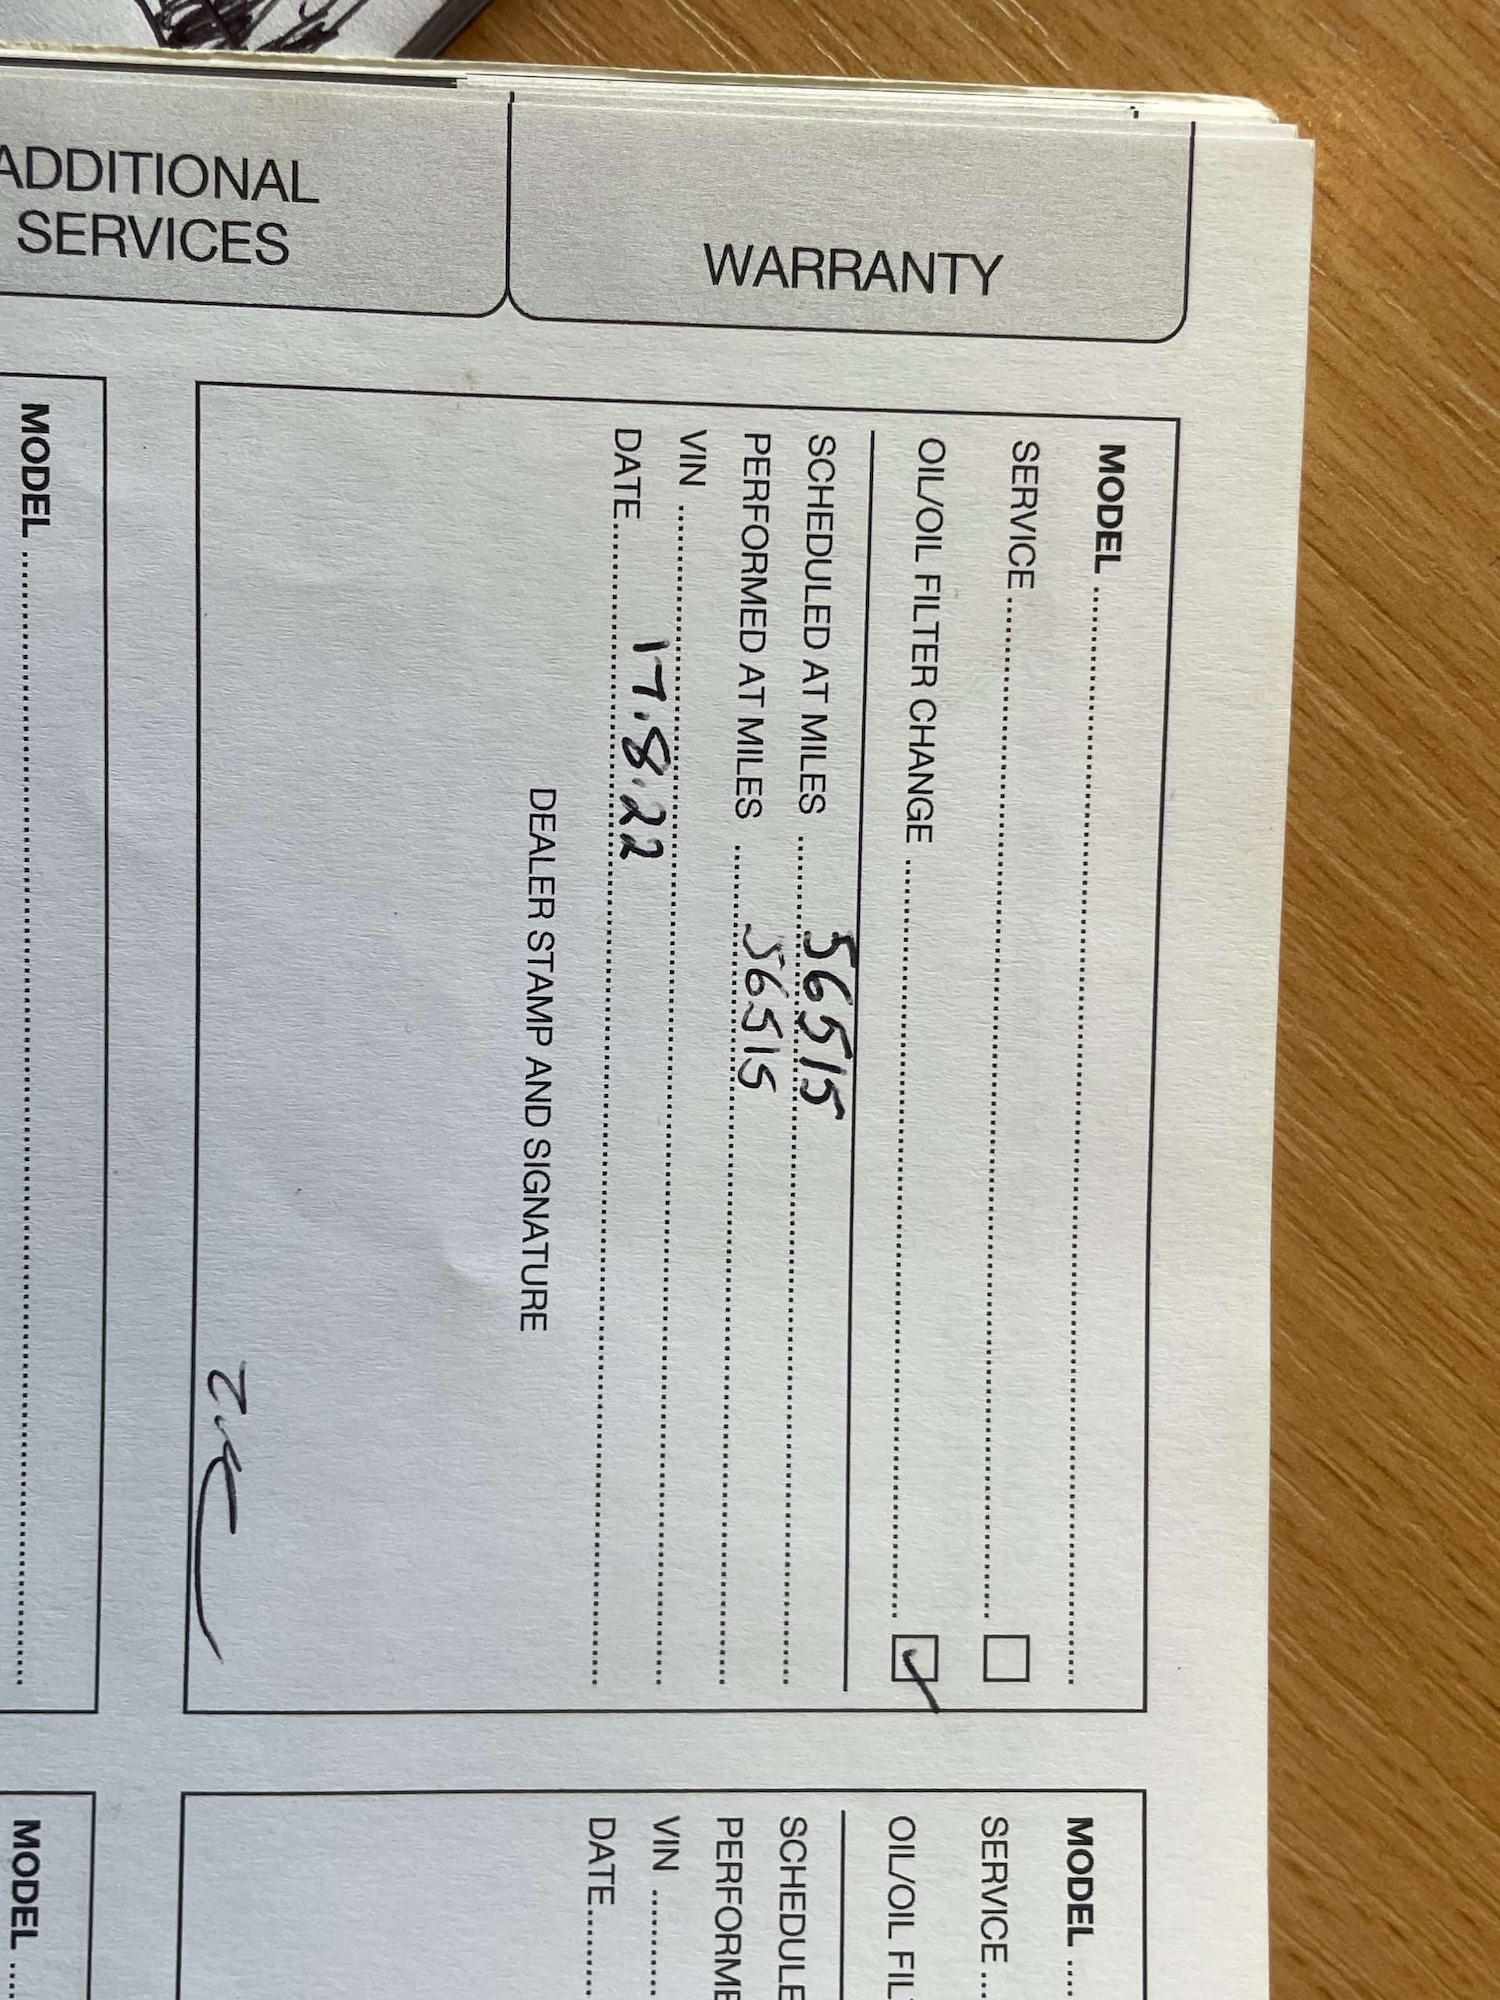 ADDITIONAL
SERVICES
WARRANTY
MODEL
SERVICE
OIL/OIL FILTER CHANGE
SCHEDULED AT MILES 56515
PERFORMED AT MILES 56515
VIN
DATE 17.8.22
DEALER STAMP AND SIGNATURE
MODEL
SERVICE
OIL/OIL FIL
SCHEDULE
PERFORME
VIN
DATE
MODEL
MODEL